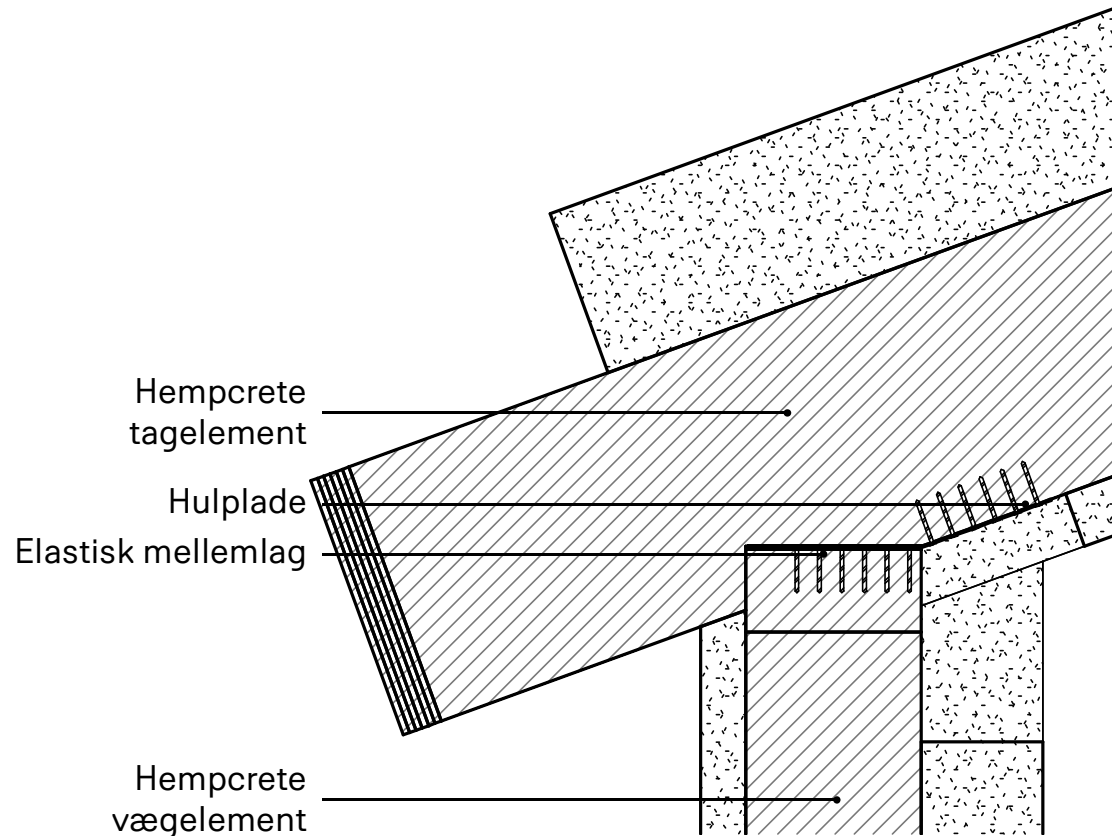 Hempcrete
tagelement
Hulplade
Elastisk mellemlag
Hempcrete
vægelement